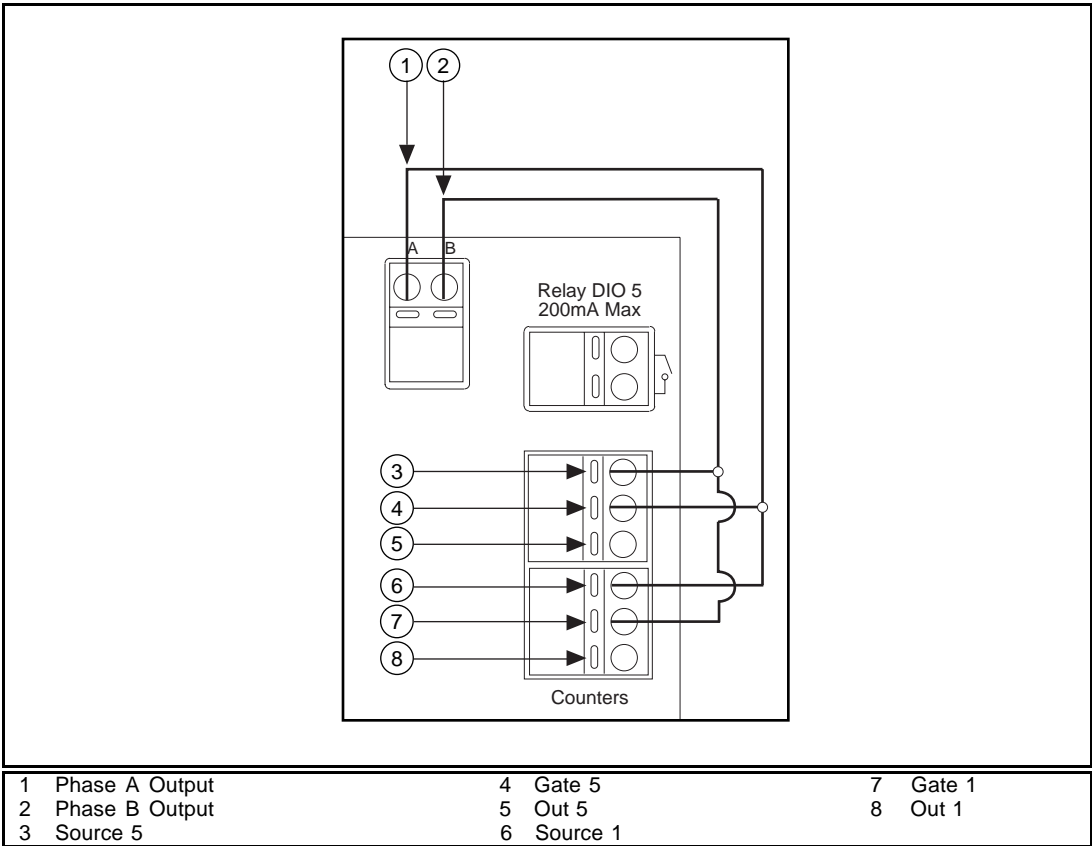 1 2
A B
Relay DIO 5
200mA Max
3
4
5
6
7
8
Counters
1 Phase A Output 4 Gate 5 7 Gate 1
2 Phase B Output 5 Out 5 8 Out 1
3 Source 5 6 Source 1